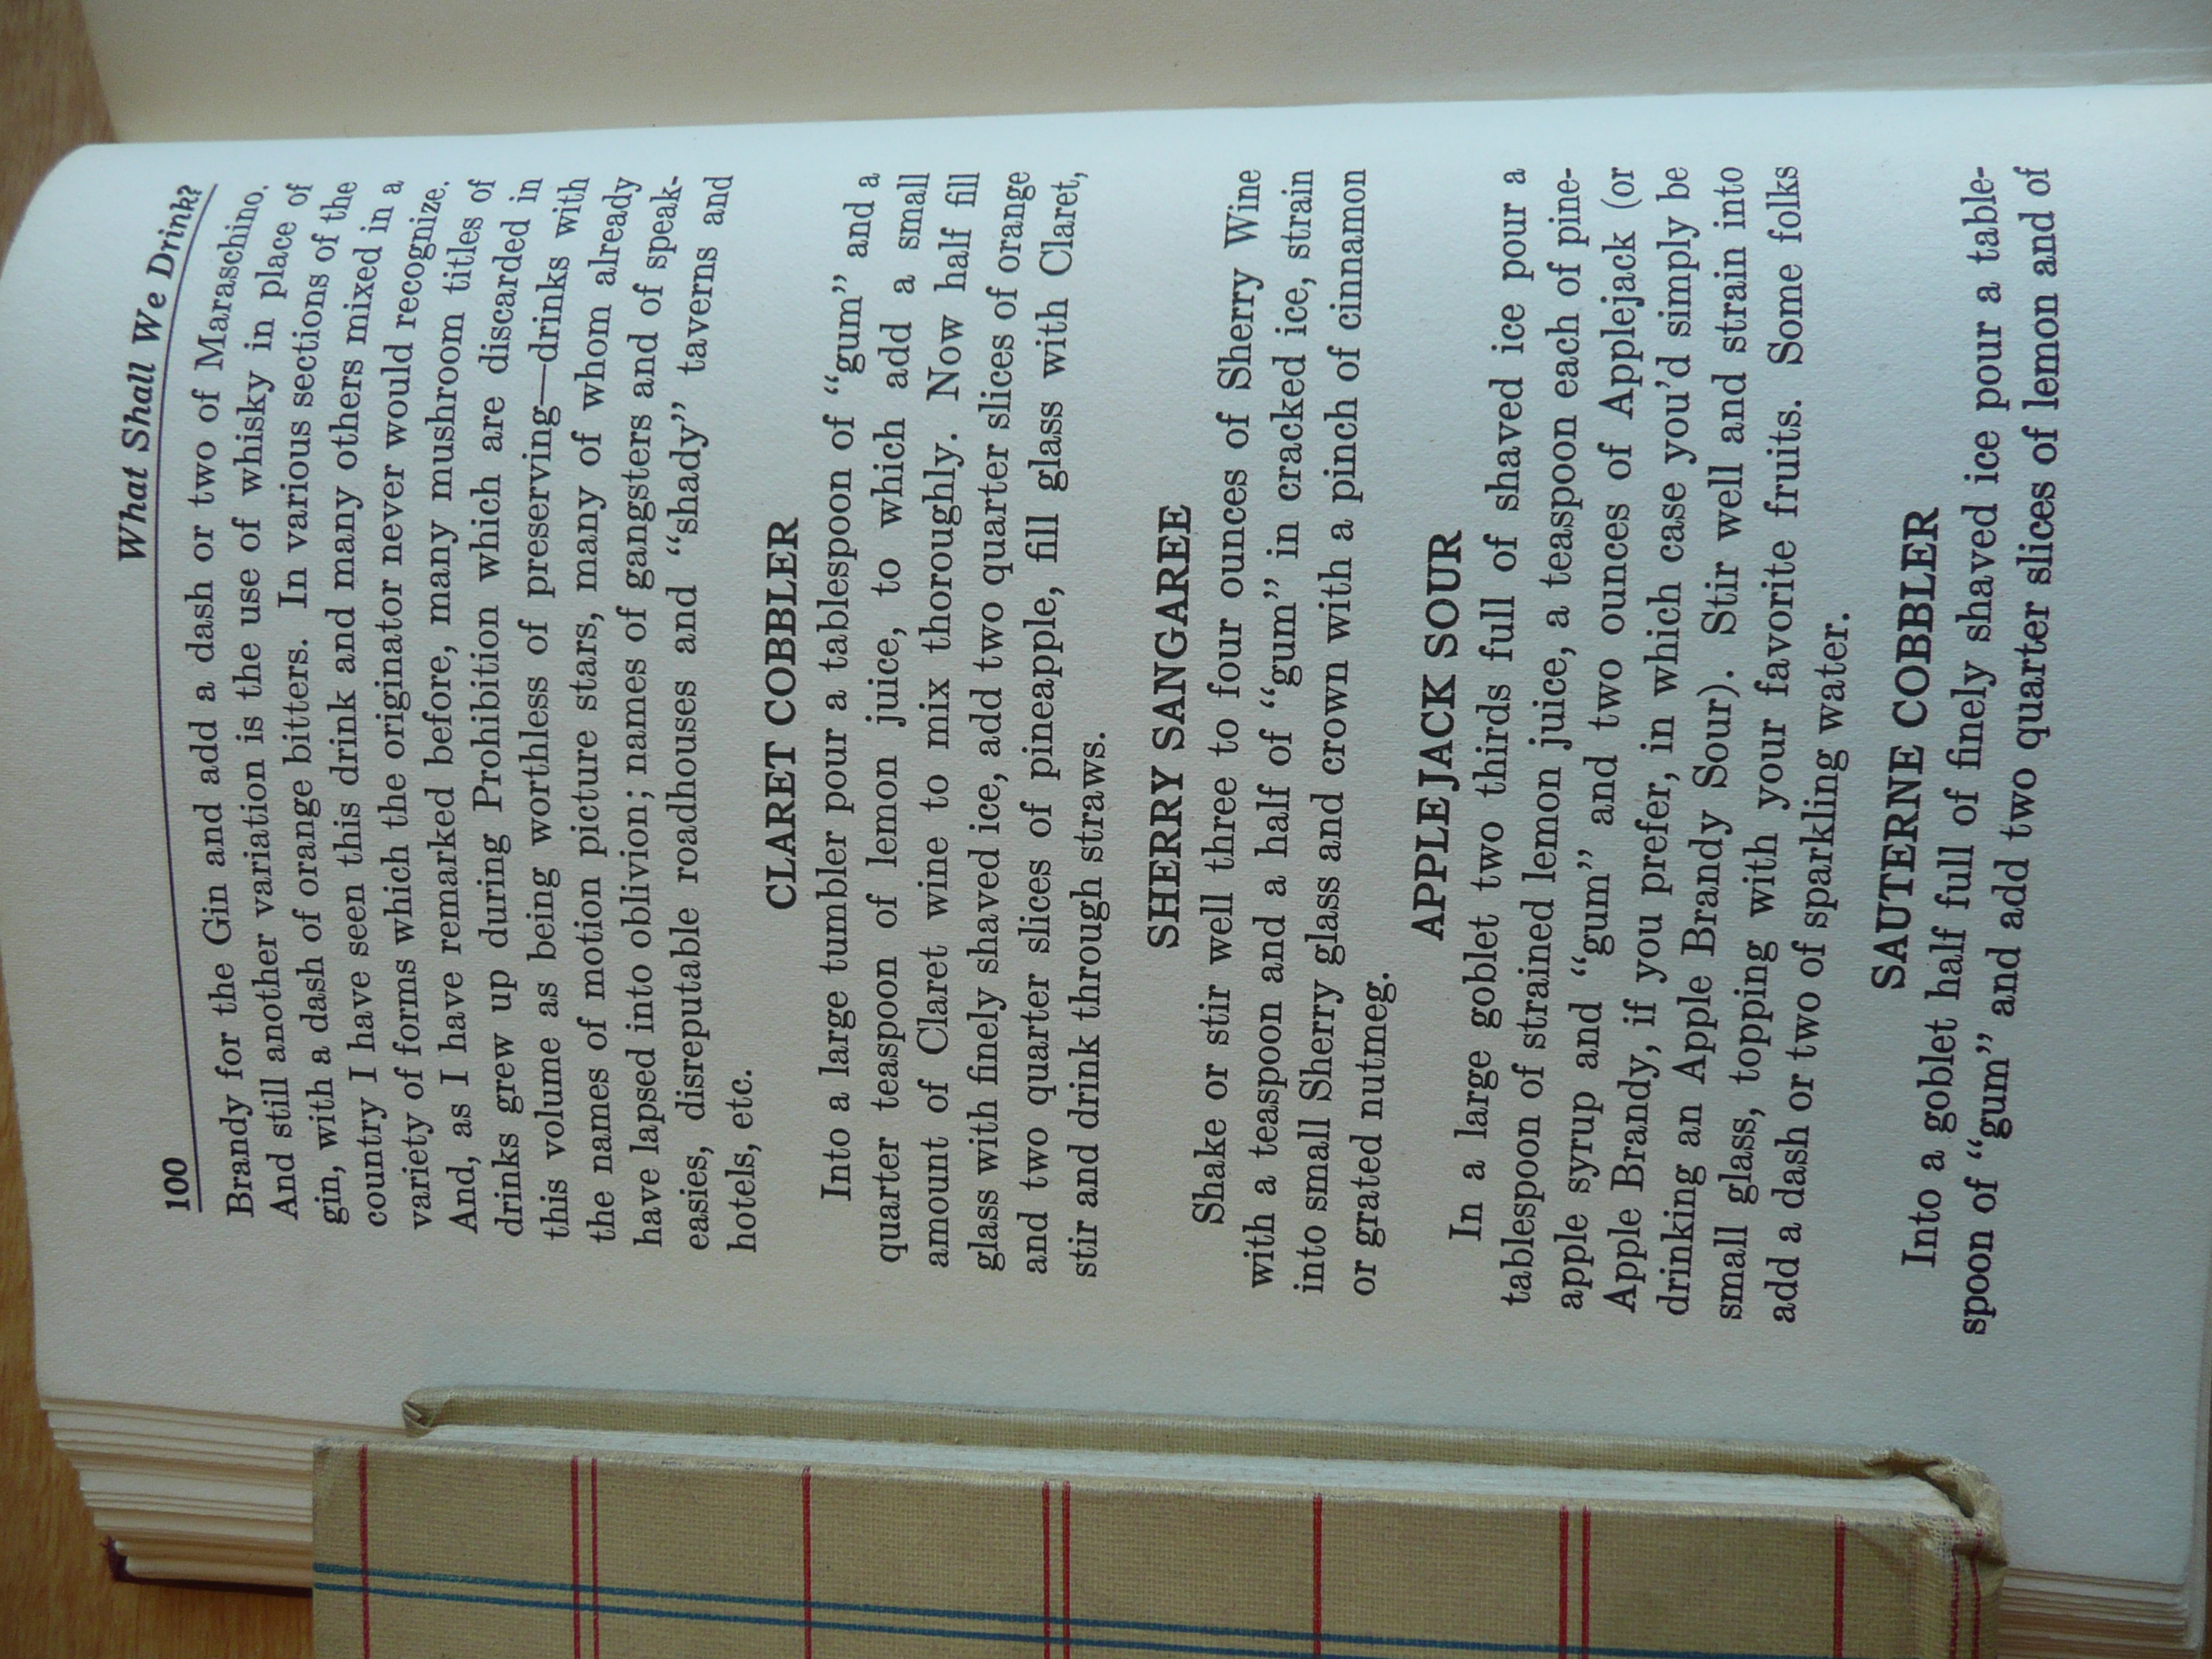 100 What Shall We Drink?
Brandy for the Gin and add a dash or two of Maraschino.
And still another variation is the use of whisky in place of
gin, with a dash of orange bitters. In various sections of the
country I have seen this drink and many others mixed in a
variety of forms which the originator never would recognize.
And, as I have remarked before, many mushroom titles of
drinks grew up during Prohibition which are discarded in
this volume as being worthless of preserving—drinks with
the names of motion picture stars, many of whom already
have lapsed into oblivion; names of gangsters and of speak-
easies, disreputable roadhouses and “shady” taverns and
hotels, etc.
CLARET COBBLER
Into a large tumbler pour a tablespoon of “gum” and a
quarter teaspoon of lemon juice, to which add a small
amount of Claret wine to mix thoroughly. Now half fill
glass with finely shaved ice, add two quarter slices of orange
and two quarter slices of pineapple, fill glass with Claret,
stir and drink through straws.
SHERRY SANGAREE
Shake or stir well three to four ounces of Sherry Wine
with a teaspoon and a half of “gum” in cracked ice, strain
into small Sherry glass and crown with a pinch of cinnamon
or grated nutmeg.
APPLEJACK SOUR
In a large goblet two thirds full of shaved ice pour a
tablespoon of strained lemon juice, a teaspoon each of pine-
apple syrup and “gum” and two ounces of Applejack (or
Apple Brandy, if you prefer, in which case you’d simply be
drinking an Apple Brandy Sour). Stir well and strain into
small glass, topping with your favorite fruits. Some folks
add a dash or two of sparkling water.
SAUTERNE COBBLER
Into a goblet half full of finely shaved ice pour a table-
spoon of “gum” and add two quarter slices of lemon and of